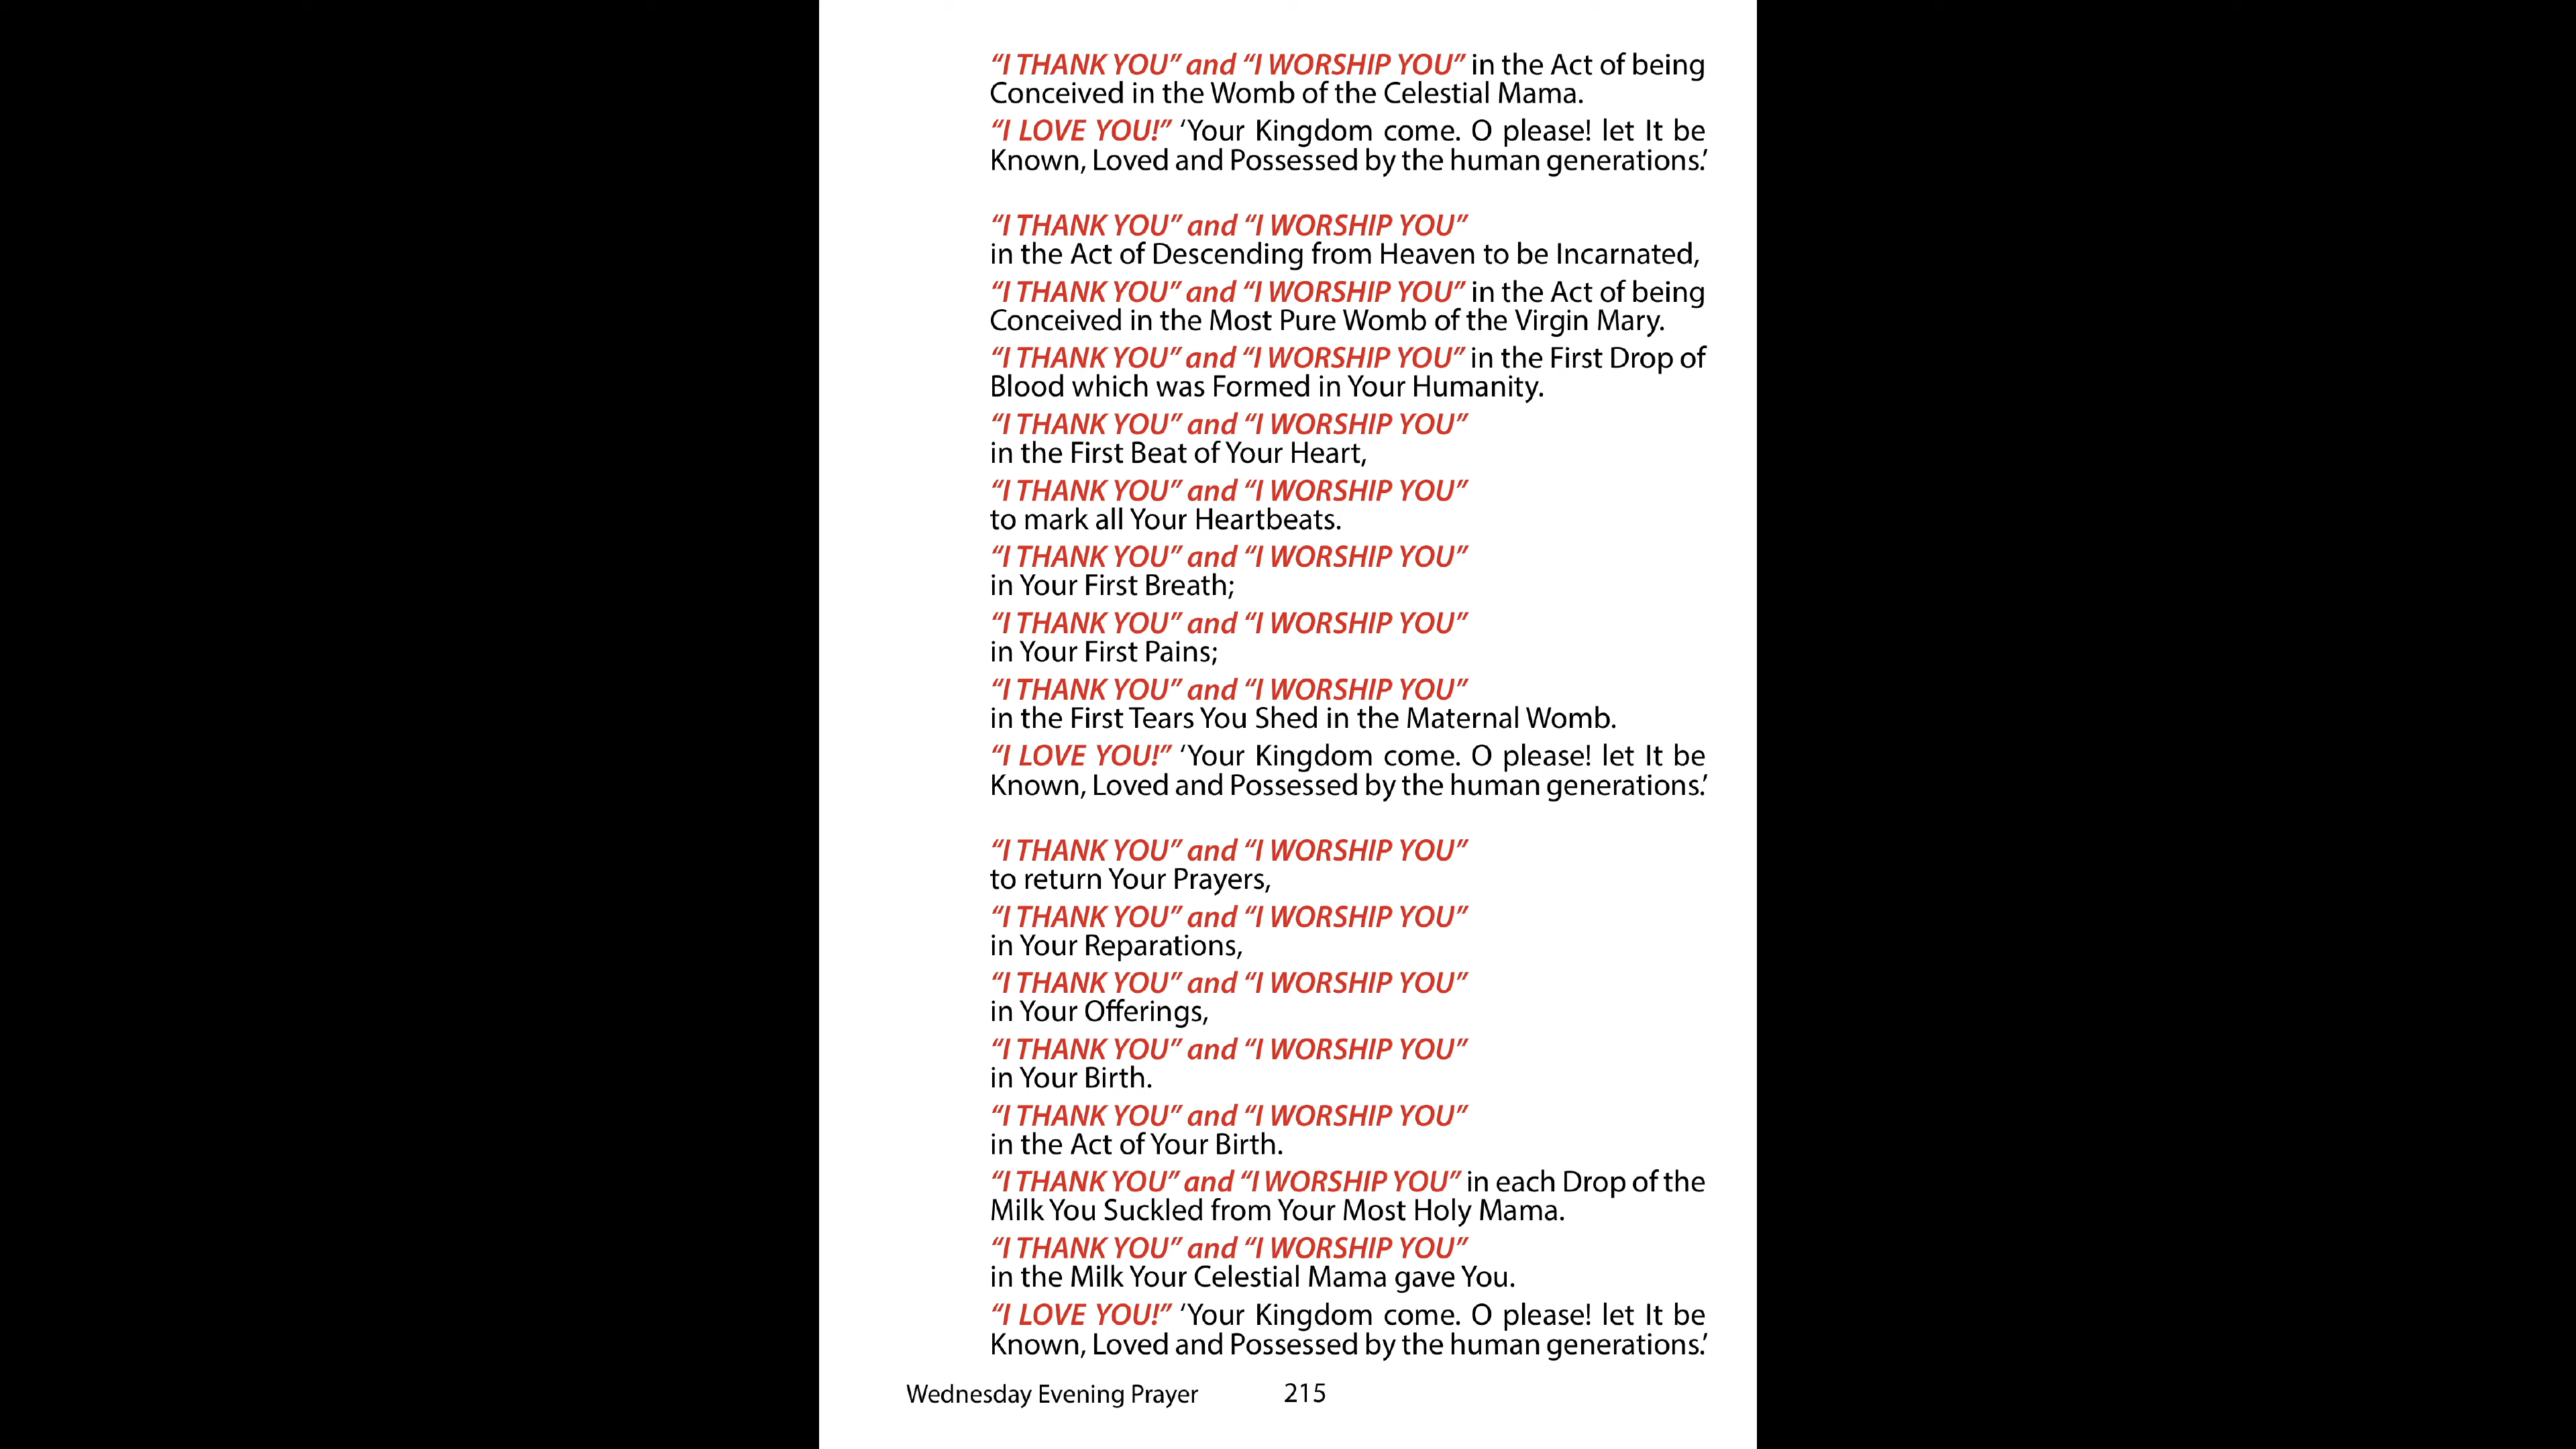 “I THANK YOU” and “I WORSHIP YOU” in the Act of being
Conceived in the Womb of the Celestial Mama.
“I LOVE YOU!” ‘Your Kingdom come. O please! let It be
Known, Loved and Possessed by the human generations.’
“I THANK YOU” and “I WORSHIP YOU”
in the Act of Descending from Heaven to be Incarnated,
“I THANK YOU” and “I WORSHIP YOU” in the Act of being
Conceived in the Most Pure Womb of the Virgin Mary.
“I THANK YOU” and “I WORSHIP YOU” in the First Drop of
Blood which was Formed in Your Humanity.
“I THANK YOU” and “I WORSHIP YOU”
in the First Beat of Your Heart,
“I THANK YOU” and “I WORSHIP YOU”
to mark all Your Heartbeats.
“I THANK YOU” and “I WORSHIP YOU”
in Your First Breath;
“I THANK YOU” and “I WORSHIP YOU”
in Your First Pains;
“I THANK YOU” and “I WORSHIP YOU”
in the First Tears You Shed in the Maternal Womb.
“I LOVE YOU!” ‘Your Kingdom come. O please! let It be
Known, Loved and Possessed by the human generations.’
“I THANK YOU” and “I WORSHIP YOU”
to return Your Prayers,
“I THANK YOU” and “I WORSHIP YOU”
in Your Reparations,
“I THANK YOU” and “I WORSHIP YOU”
in Your Offerings,
“I THANK YOU” and “I WORSHIP YOU”
in Your Birth.
“I THANK YOU” and “I WORSHIP YOU”
in the Act of Your Birth.
“I THANK YOU” and “I WORSHIP YOU” in each Drop of the
Milk You Suckled from Your Most Holy Mama.
“I THANK YOU” and “I WORSHIP YOU”
in the Milk Your Celestial Mama gave You.
“I LOVE YOU!” ‘Your Kingdom come. O please! let It be
Known, Loved and Possessed by the human generations.’
Wednesday Evening Prayer 215